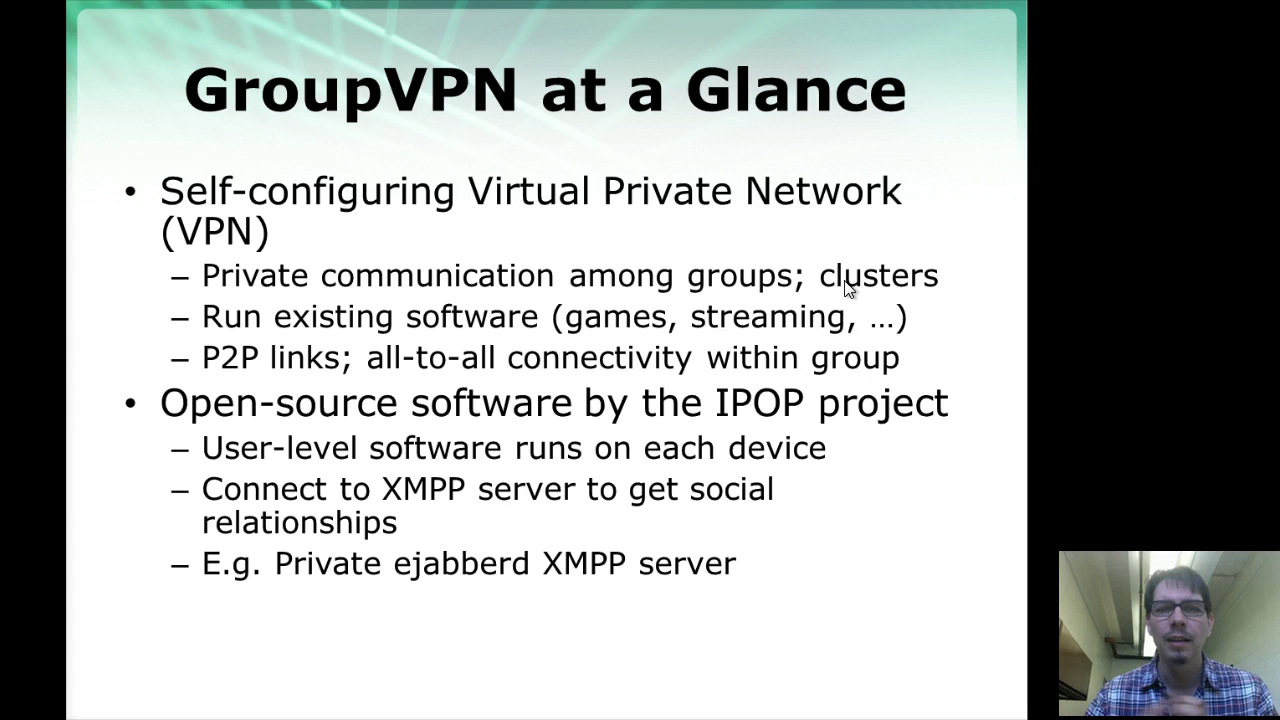 GroupVPN at a Glance
• Self-configuring Virtual Private Network
(VPN)
– Private communication among groups; clusters
– Run existing software (games, streaming, …)
– P2P links; all-to-all connectivity within group
• Open-source software by the IPOP project
– User-level software runs on each device
– Connect to XMPP server to get social
relationships
– E.g. Private ejabberd XMPP server